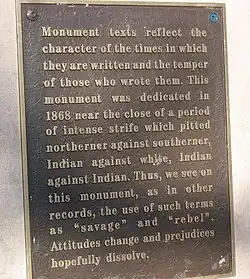 Monument texts reflect the
character of the times in which
they are written and the temper
of those who wrote them. This
monument was dedicated in
1868 near the close of a period
of intense strife which pitted
northerner against southerner,
Indian against white, Indian
against Indian. Thus, we see on
this monument, as in other
records, the use of such terms
as "savage" and "rebel".
Attitudes change and prejudices
hopefully dissolve.